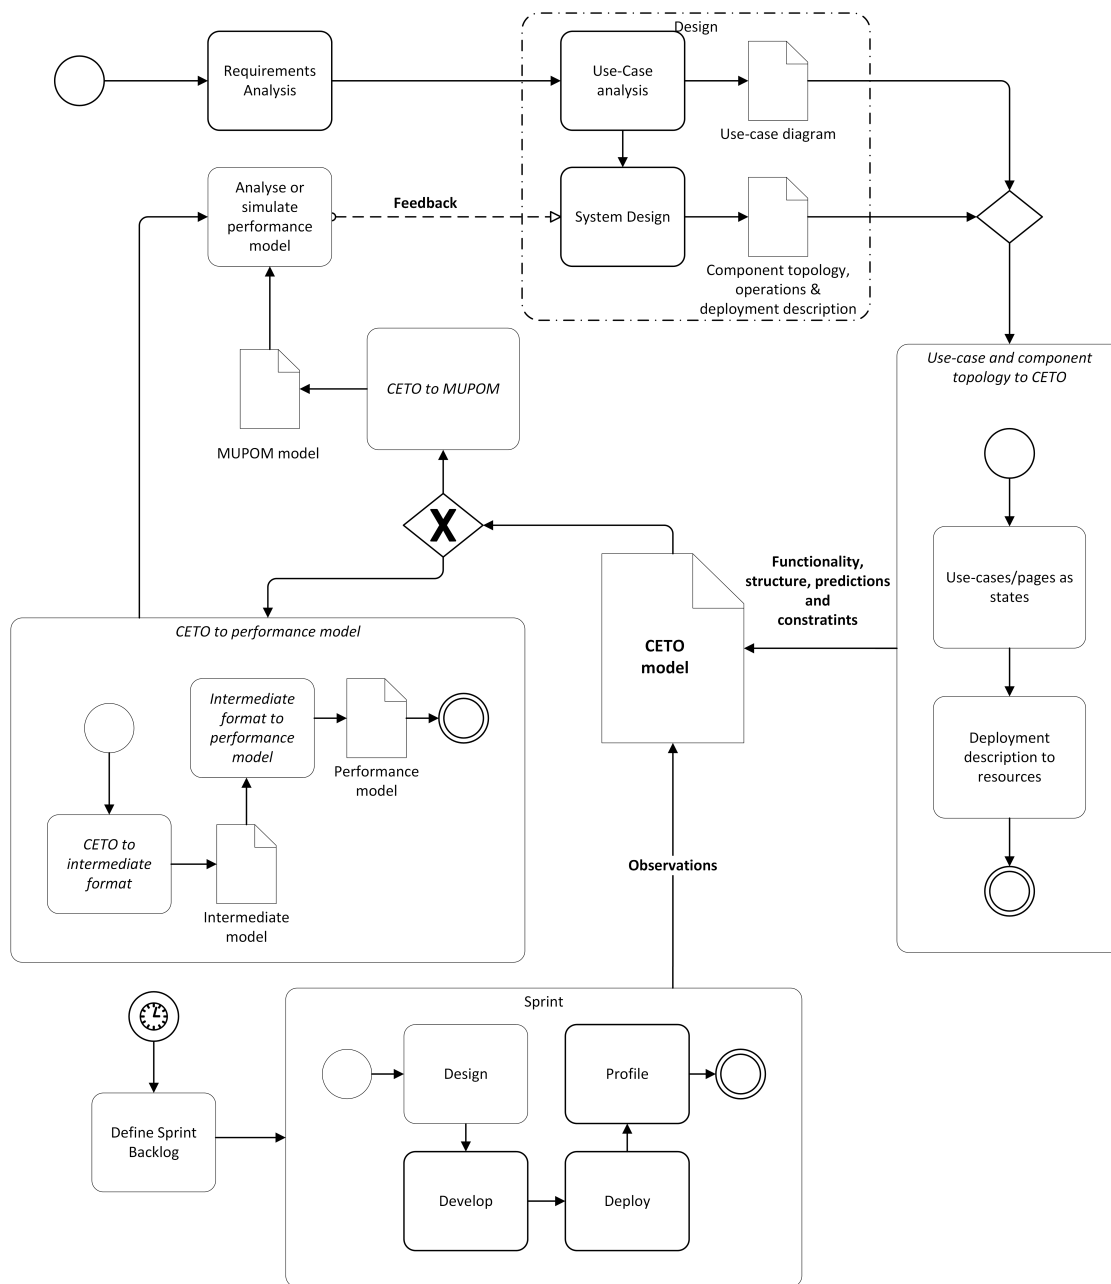 Design
Requirements
Analysis
Use-Case
analysis
Use-case diagram
Analyse or
simulate
performance
model
Feedback
System Design
Component topology,
operations &
deployment description
Use-case and component
topology to CETO
CETO to MUPOM
MUPOM model
X
Functionality,
structure, predictions
and
constratints
Use-cases/pages as
states
CETO
model
CETO to performance model
Intermediate
format to
performance
model
Performance
model
Deployment
description to
resources
CETO to
intermediate
format
Intermediate
model
Observations
Sprint
Design
Profile
Define Sprint
Backlog
Develop
Deploy